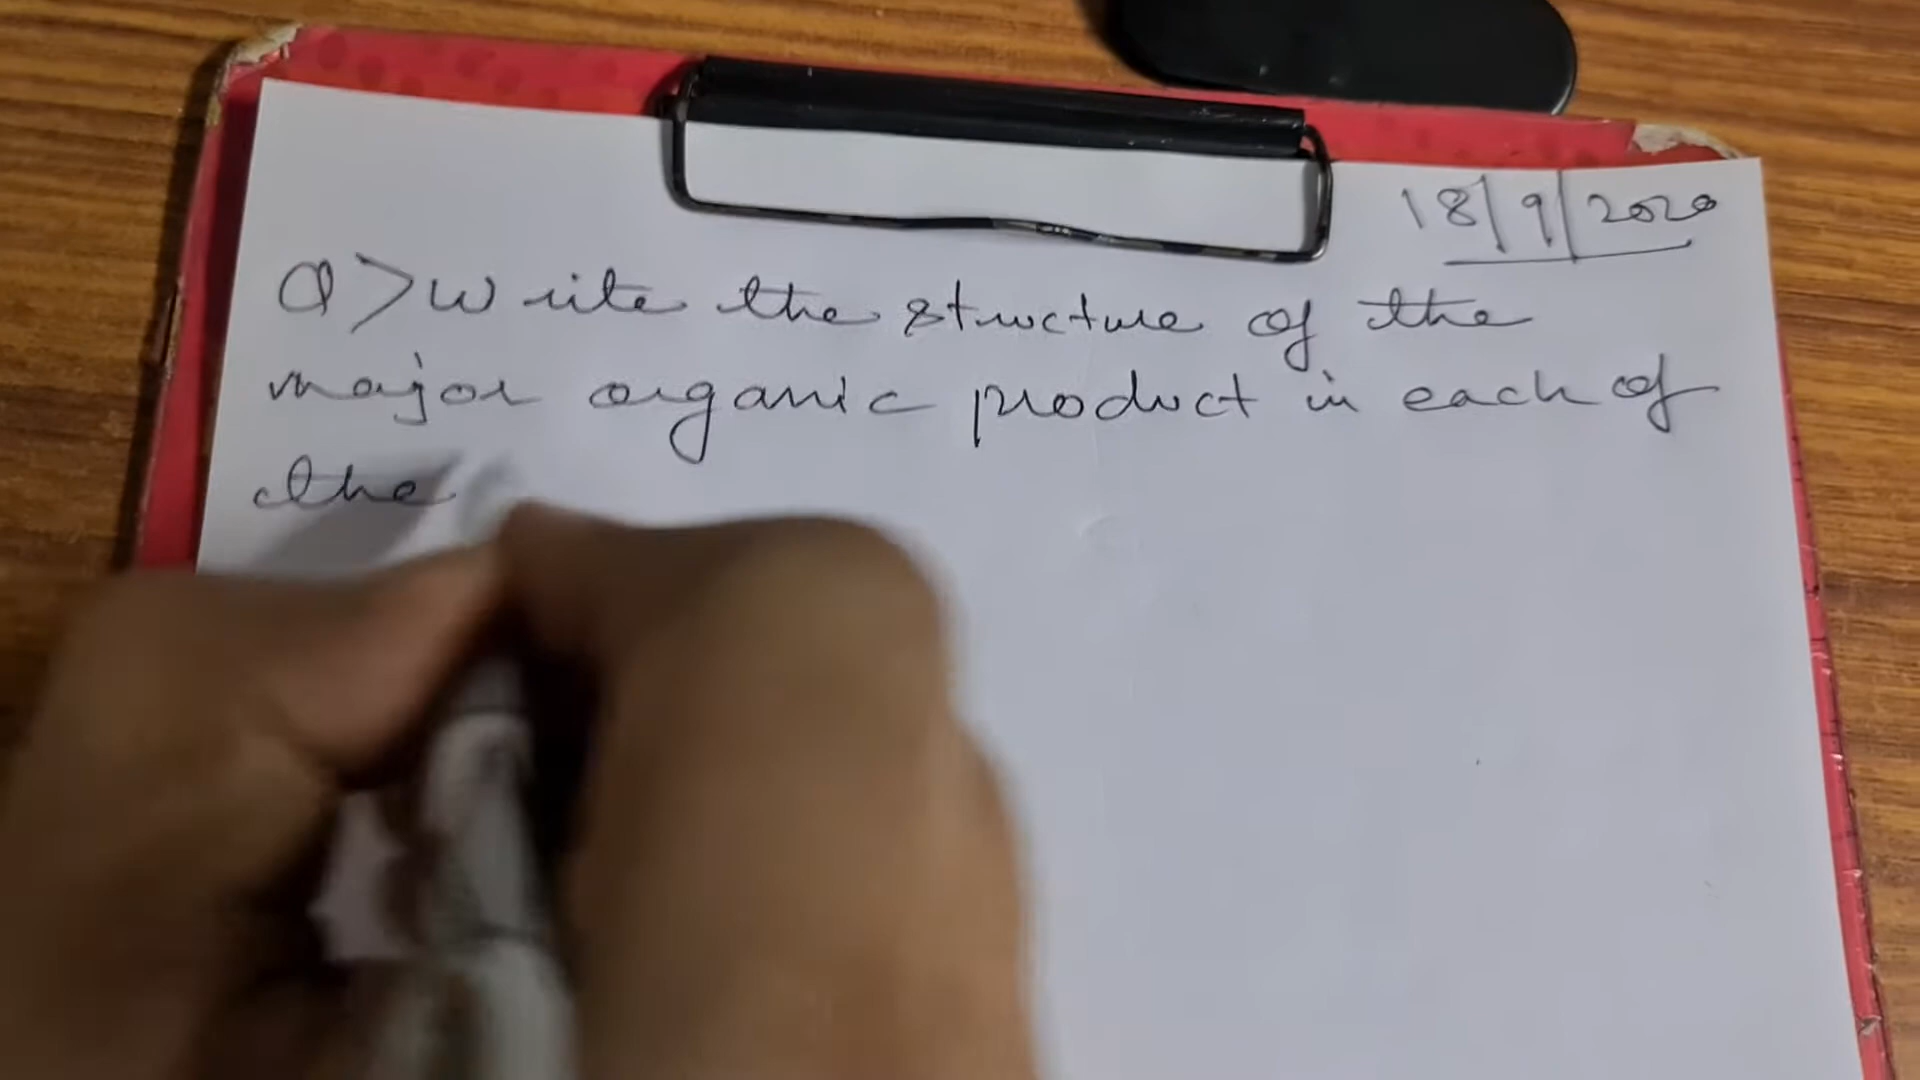 18/9/2020
Q> Write the structure of the
major organic product in each of
the